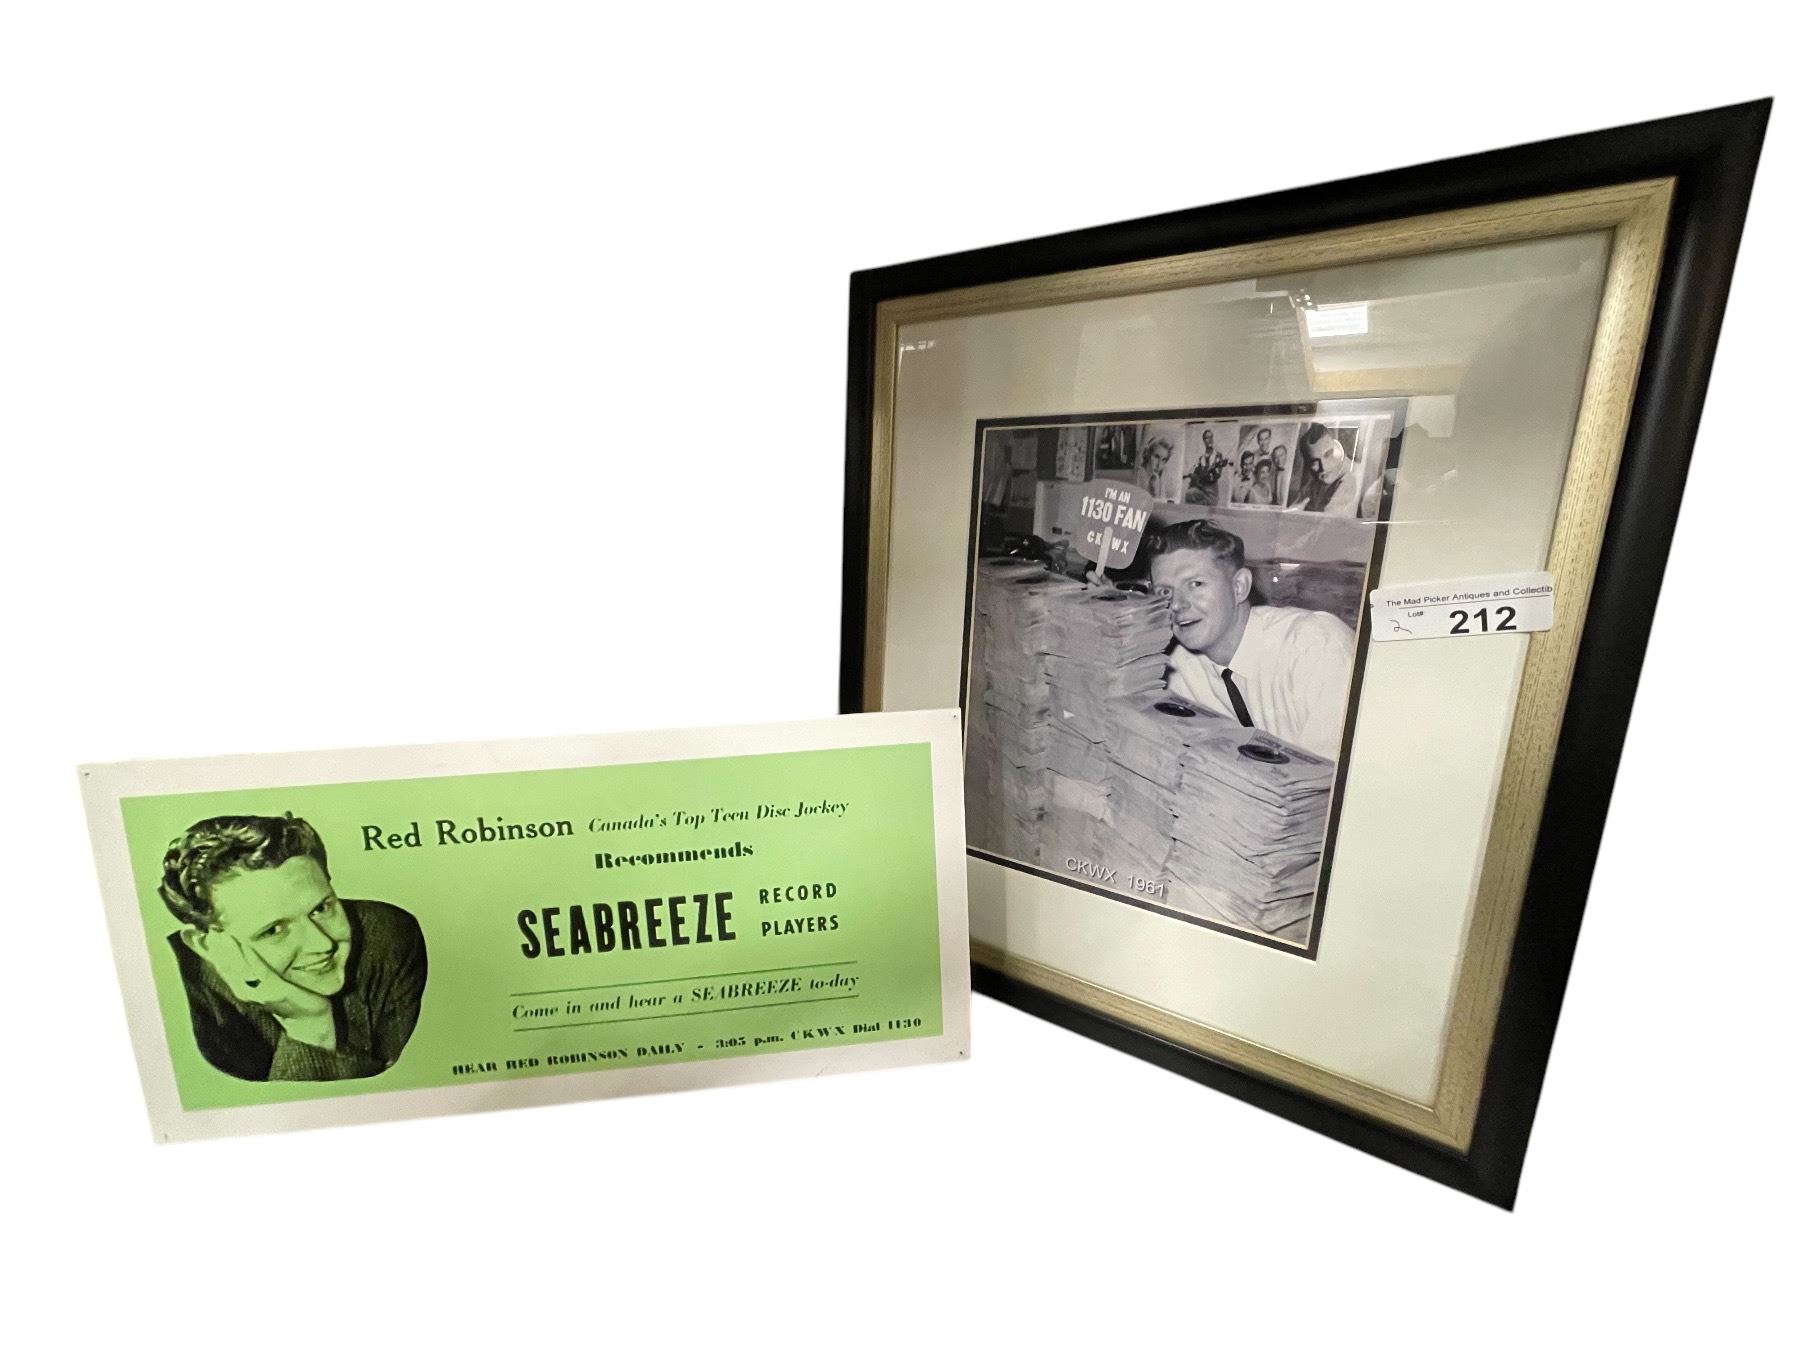 Red Robinson Canada's Top Teen Disc Jockey
Recommends
SEABREEZE RECORD PLAYERS
Come in and hear a SEABREEZE to-day
HEAR RED ROBINSON DAILY - 3:05 p.m. CKWX Dial 1130
I'M AN
1130 FAN
CKWX
CKWX 1961
The Mad Picker Antiques and Collectib
Lot#
2 212